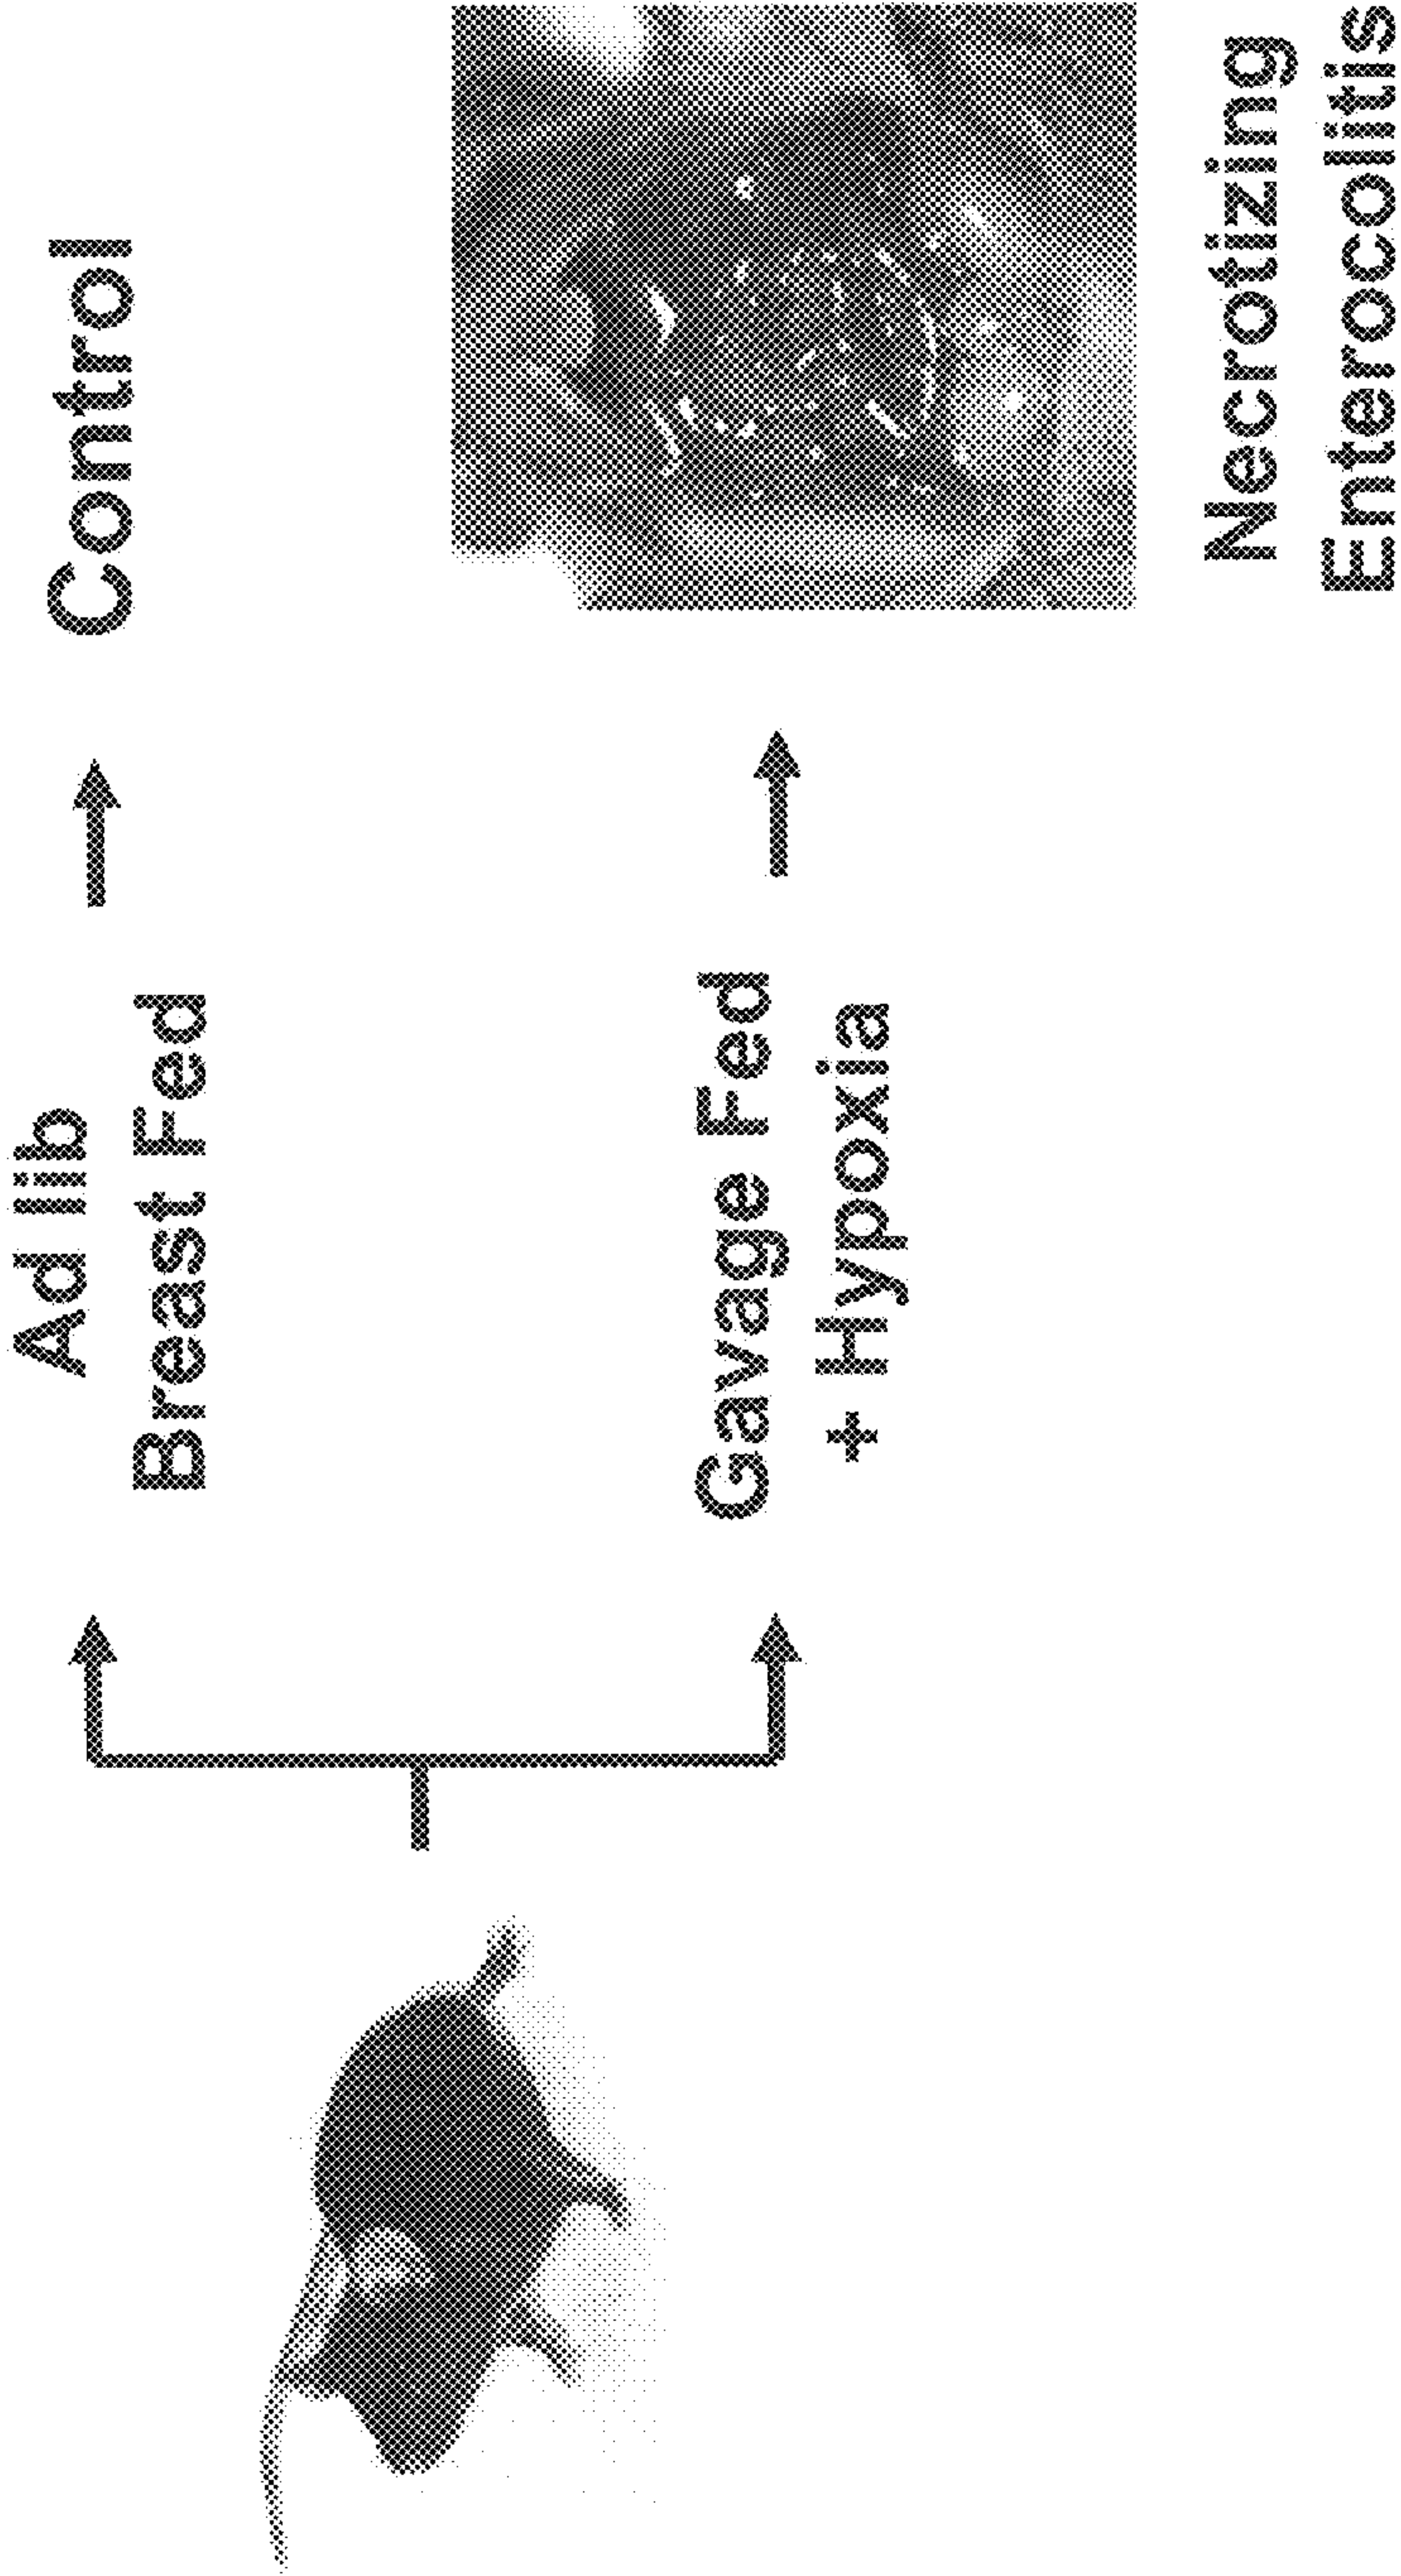 Ad lib
Breast Fed
Control
Gavage Fed
+ Hypoxia
Necrotizing
Enterocolitis